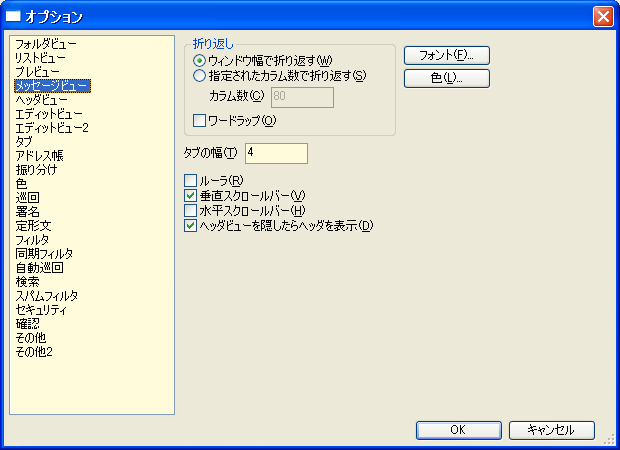 オプション
フォルダビュー
リストビュー
プレビュー
メッセージビュー
ヘッダビュー
エディットビュー
エディットビュー2
タブ
アドレス帳
振り分け
色
巡回
署名
定形文
フィルタ
同期フィルタ
自動巡回
検索
スパムフィルタ
セキュリティ
確認
その他
その他2
折り返し
ウィンドウ幅で折り返す(W)
指定されたカラム数で折り返す(S)
カラム数(C) 80
ワードラップ(O)
フォント(F)...
色(L)...
タブの幅(T) 4
ルーラ(R)
垂直スクロールバー(V)
水平スクロールバー(H)
ヘッダビューを隠したらヘッダを表示(D)
OK キャンセル